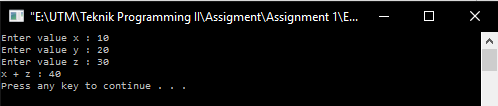 "E:\UTM\Teknik Programming II\Assigment\Assignment 1\E...
Enter value x : 10
Enter value y : 20
Enter value z : 30
x + z : 40
Press any key to continue . . .